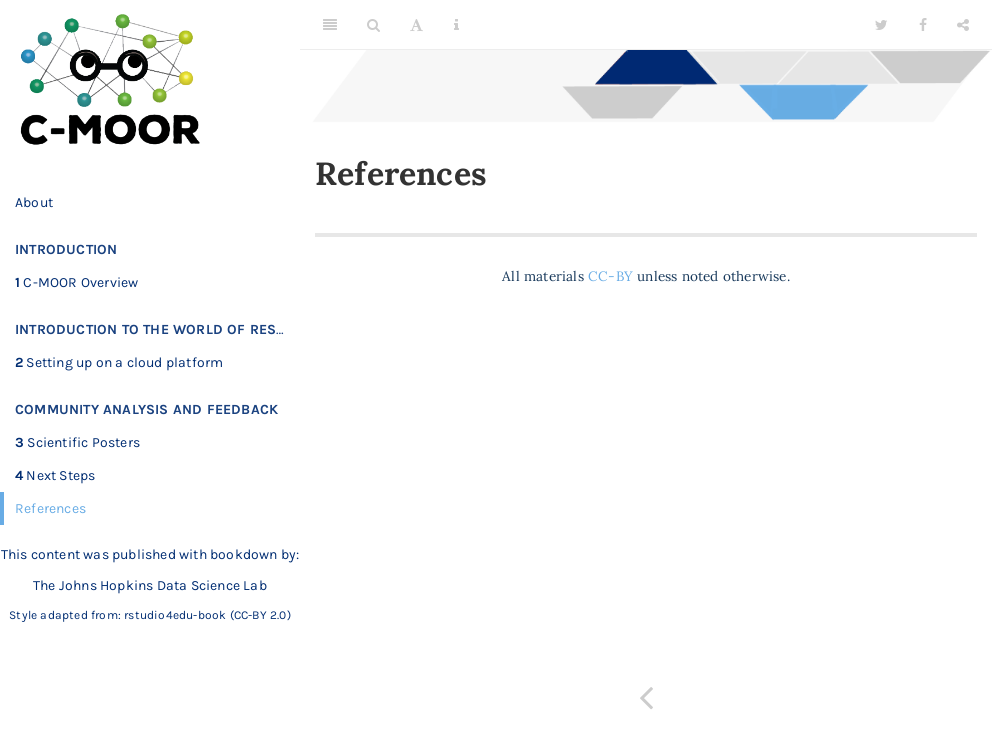 C-MOOR
About
INTRODUCTION
1 C-MOOR Overview
INTRODUCTION TO THE WORLD OF RES…
2 Setting up on a cloud platform
COMMUNITY ANALYSIS AND FEEDBACK
3 Scientific Posters
4 Next Steps
References
This content was published with bookdown by:
The Johns Hopkins Data Science Lab
Style adapted from: rstudio4edu-book (CC-BY 2.0)
References
All materials CC-BY unless noted otherwise.